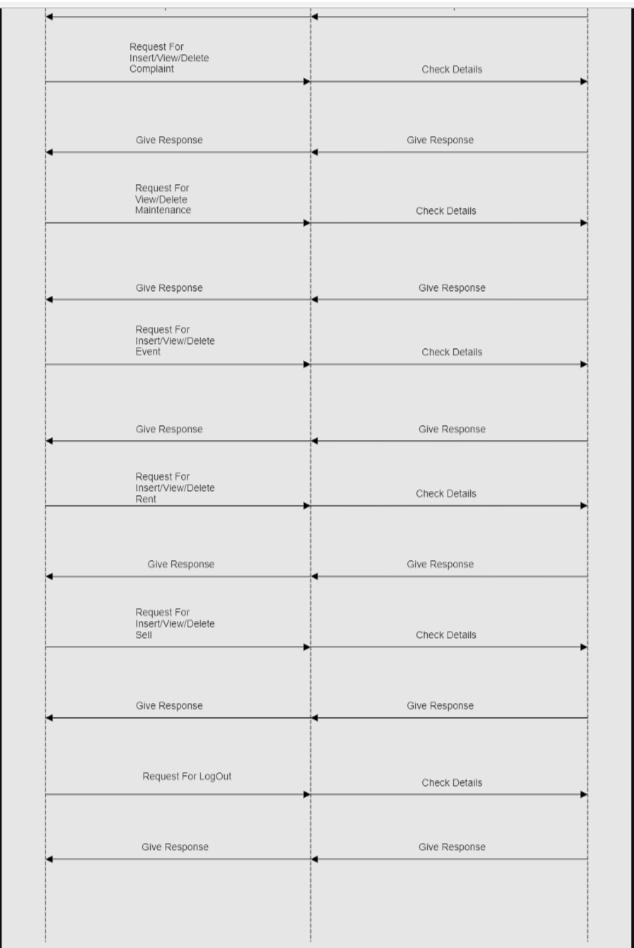 Request For
Insert/View/Delete
Complaint
Check Details
Give Response
Give Response
Request For
View/Delete
Maintenance
Check Details
Give Response
Give Response
Request For
Insert/View/Delete
Event
Check Details
Give Response
Give Response
Request For
Insert/View/Delete
Rent
Check Details
Give Response
Give Response
Request For
Insert/View/Delete
Sell
Check Details
Give Response
Give Response
Request For LogOut
Check Details
Give Response
Give Response